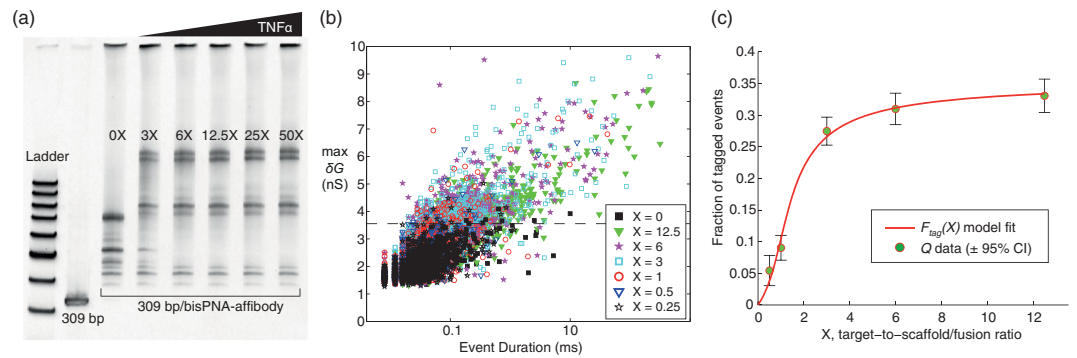 (a)
TNFα
0X 3X 6X 12.5X 25X 50X
Ladder
309 bp
309 bp/bisPNA-affibody
(b)
10
9
8
7
6
5
4
3
2
1
max
δG
(nS)
0.1 10
Event Duration (ms)
X = 0
X = 12.5
X = 6
X = 3
X = 1
X = 0.5
X = 0.25
(c)
0.4
0.35
0.3
0.25
0.2
0.15
0.1
0.05
0
Fraction of tagged events
0 2 4 6 8 10 12
X, target−to−scaffold/fusion ratio
Ftag(X) model fit
Q data (± 95% CI)